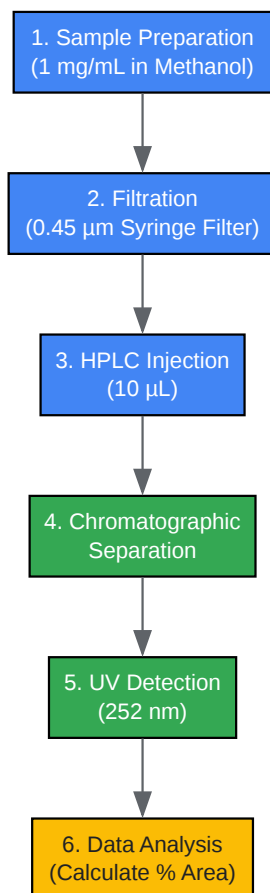 1. Sample Preparation
(1 mg/mL in Methanol)
2. Filtration
(0.45 µm Syringe Filter)
3. HPLC Injection
(10 µL)
4. Chromatographic
Separation
5. UV Detection
(252 nm)
6. Data Analysis
(Calculate % Area)